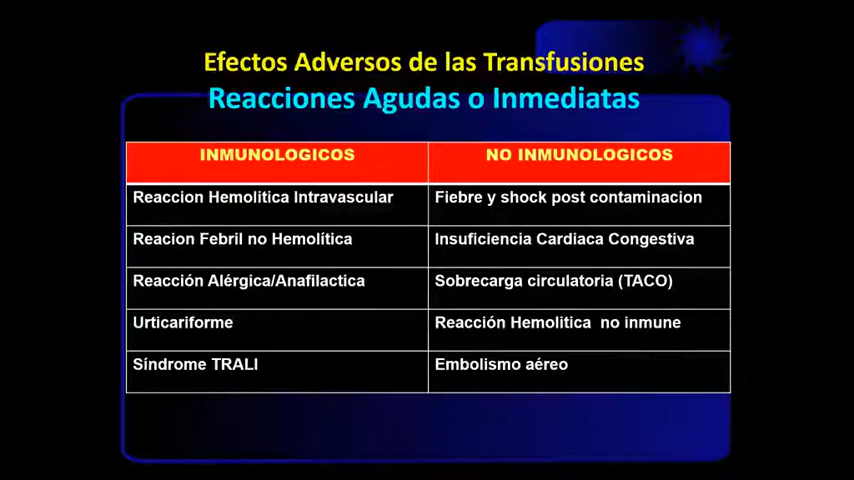 Efectos Adversos de las Transfusiones
Reacciones Agudas o Inmediatas
INMUNOLOGICOS
NO INMUNOLOGICOS
Reaccion Hemolitica Intravascular
Fiebre y shock post contaminacion
Reacion Febril no Hemolítica
Insuficiencia Cardiaca Congestiva
Reacción Alérgica/Anafilactica
Sobrecarga circulatoria (TACO)
Urticariforme
Reacción Hemolitica no inmune
Síndrome TRALI
Embolismo aéreo